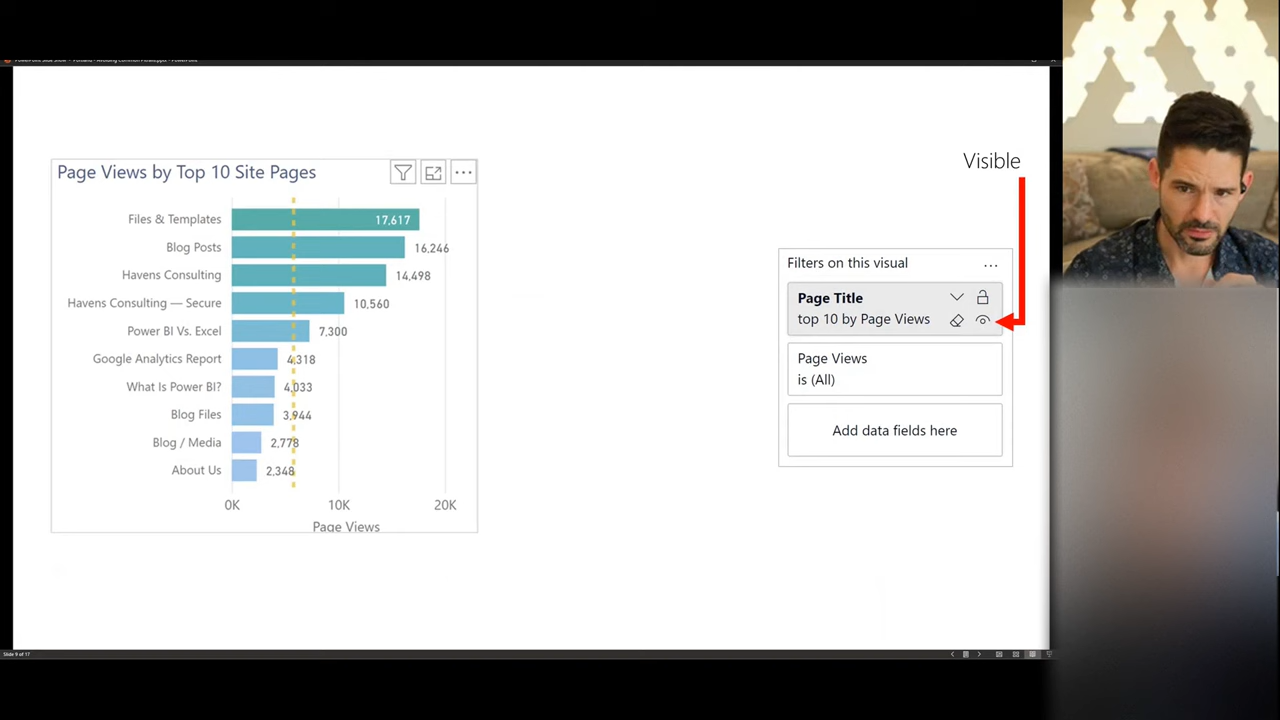 Page Views by Top 10 Site Pages
Files & Templates 17,617
Blog Posts 16,246
Havens Consulting 14,498
Havens Consulting — Secure 10,560
Power BI Vs. Excel 7,300
Google Analytics Report 4,318
What Is Power BI? 4,033
Blog Files 3,944
Blog / Media 2,778
About Us 2,348
0K 10K 20K
Page Views
Visible
Filters on this visual
Page Title
top 10 by Page Views
Page Views
is (All)
Add data fields here
Slide 9 of 17